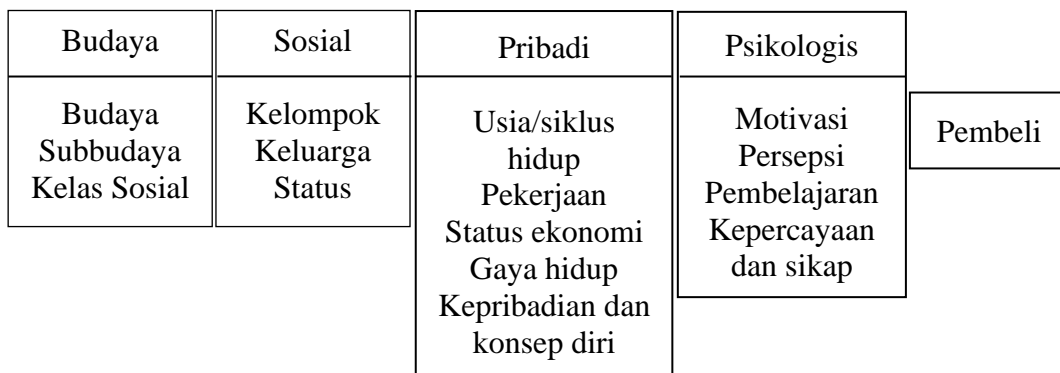 Budaya
Budaya
Subbudaya
Kelas Sosial
Sosial
Kelompok
Keluarga
Status
Pribadi
Usia/siklus
hidup
Pekerjaan
Status ekonomi
Gaya hidup
Kepribadian dan
konsep diri
Psikologis
Motivasi
Persepsi
Pembelajaran
Kepercayaan
dan sikap
Pembeli